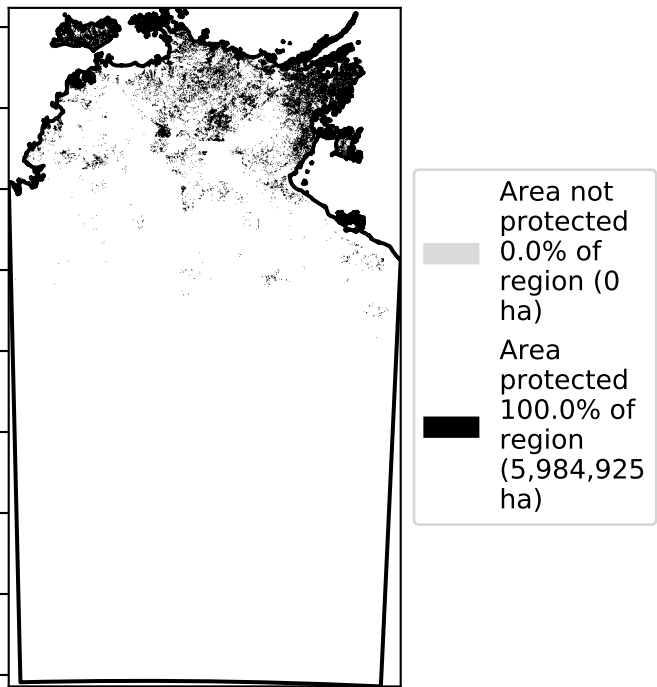 Area not
protected
0.0% of
region (0
ha)
Area
protected
100.0% of
region
(5,984,925
ha)